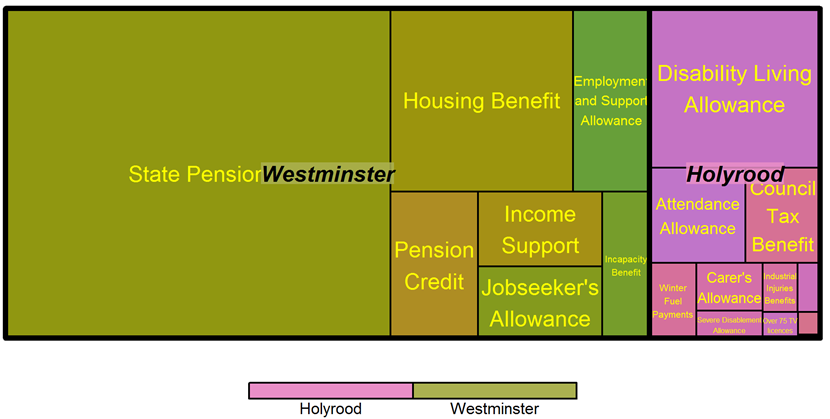 State Pension
Westminster
Housing Benefit
Employment
and Support
Allowance
Pension
Credit
Income
Support
Jobseeker's
Allowance
Incapacity
Benefit
Disability Living
Allowance
Holyrood
Attendance
Allowance
Council
Tax
Benefit
Winter
Fuel
Payments
Carer's
Allowance
Severe Disablement
Allowance
Industrial
Injuries
Benefits
Over 75 TV
licences
Holyrood
Westminster